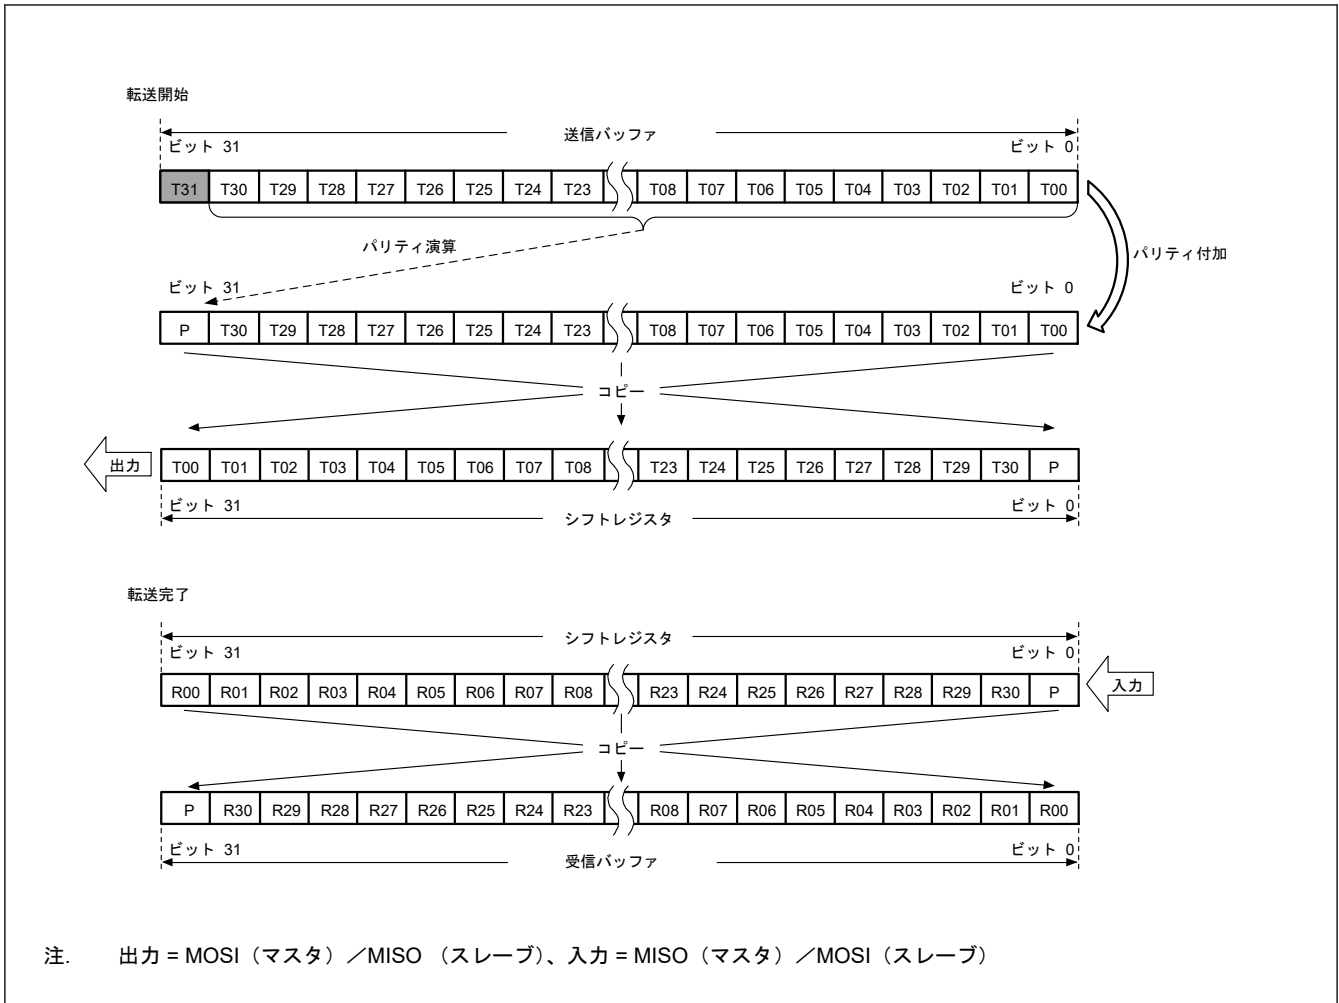 転送開始
送信バッファ
ビット 31 ビット 0
T31 T30 T29 T28 T27 T26 T25 T24 T23 T08 T07 T06 T05 T04 T03 T02 T01 T00
パリティ演算
パリティ付加
ビット 31 ビット 0
P T30 T29 T28 T27 T26 T25 T24 T23 T08 T07 T06 T05 T04 T03 T02 T01 T00
コピー
出力 T00 T01 T02 T03 T04 T05 T06 T07 T08 T23 T24 T25 T26 T27 T28 T29 T30 P
ビット 31 ビット 0
シフトレジスタ
転送完了
シフトレジスタ
ビット 31 ビット 0
R00 R01 R02 R03 R04 R05 R06 R07 R08 R23 R24 R25 R26 R27 R28 R29 R30 P 入力
コピー
P R30 R29 R28 R27 R26 R25 R24 R23 R08 R07 R06 R05 R04 R03 R02 R01 R00
ビット 31 ビット 0
受信バッファ
注. 出力 = MOSI（マスタ）／MISO （スレーブ）、入力 = MISO（マスタ）／MOSI（スレーブ）